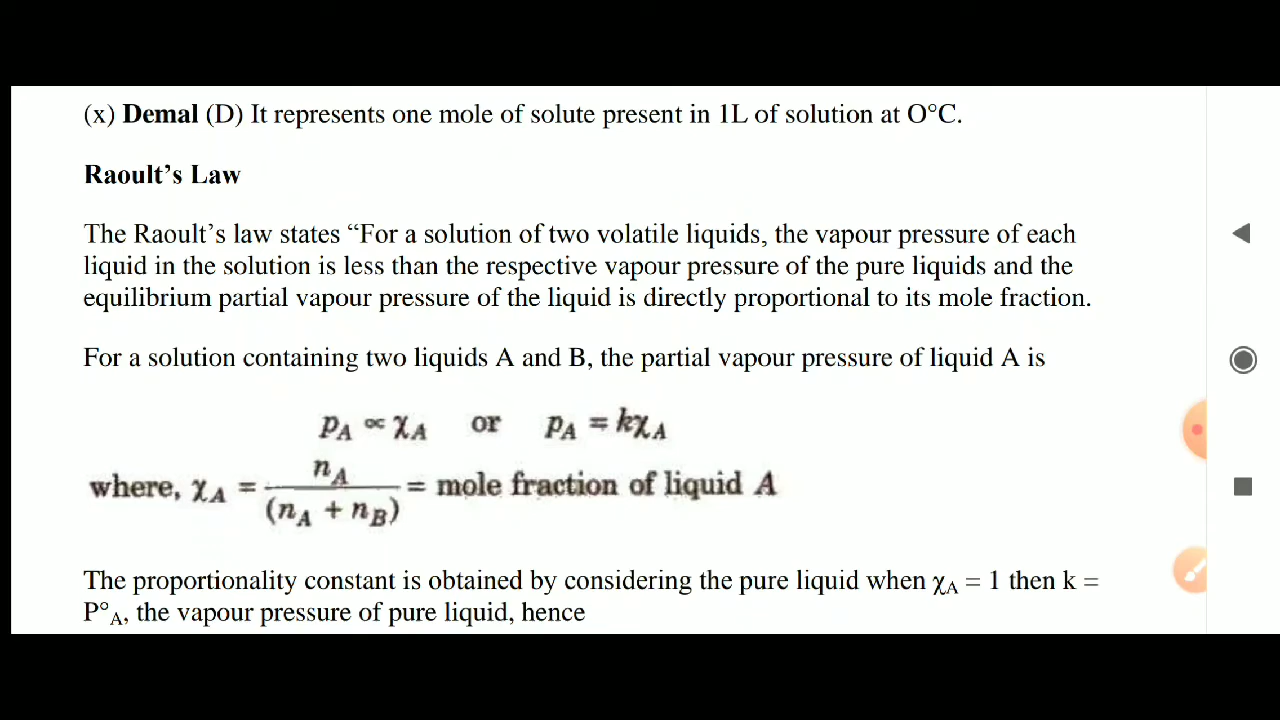 (x) Demal (D) It represents one mole of solute present in 1L of solution at O°C.
Raoult's Law
The Raoult's law states “For a solution of two volatile liquids, the vapour pressure of each
liquid in the solution is less than the respective vapour pressure of the pure liquids and the
equilibrium partial vapour pressure of the liquid is directly proportional to its mole fraction.
For a solution containing two liquids A and B, the partial vapour pressure of liquid A is
p_A ∝ χ_A or p_A = kχ_A
where, χ_A = n_A / (n_A + n_B) = mole fraction of liquid A
The proportionality constant is obtained by considering the pure liquid when χ_A = 1 then k =
P°_A, the vapour pressure of pure liquid, hence